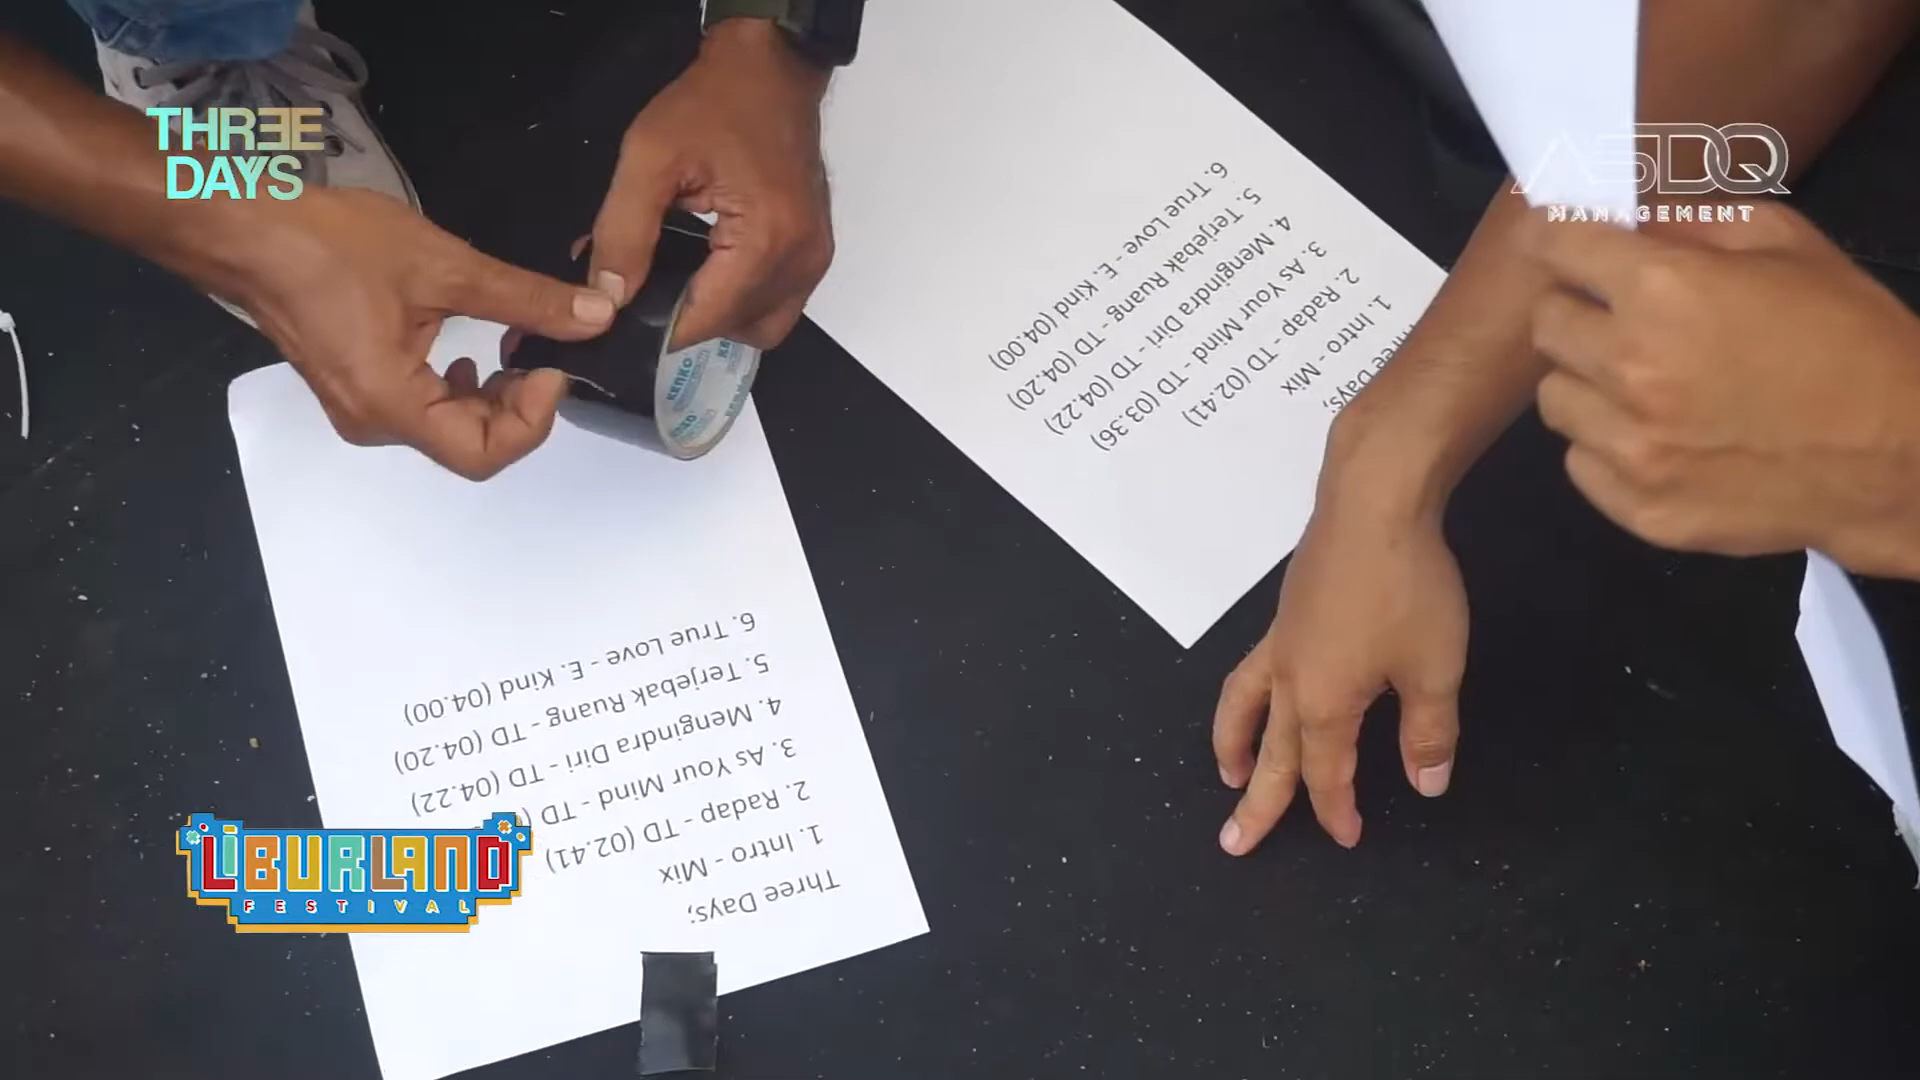 THREE
DAYS
ASDQ
MANAGEMENT
KENKO
KENKO
Three Days;
1. Intro - Mix
2. Radap - TD (02.41)
3. As Your Mind - TD (03.36)
4. Mengindra Diri - TD (04.22)
5. Terjebak Ruang - TD (04.20)
6. True Love - E. Kind (04.00)
Three Days;
1. Intro - Mix
2. Radap - TD (02.41)
3. As Your Mind - TD (
4. Mengindra Diri - TD (04.22)
5. Terjebak Ruang - TD (04.20)
6. True Love - E. Kind (04.00)
LIBURLAND
FESTIVAL